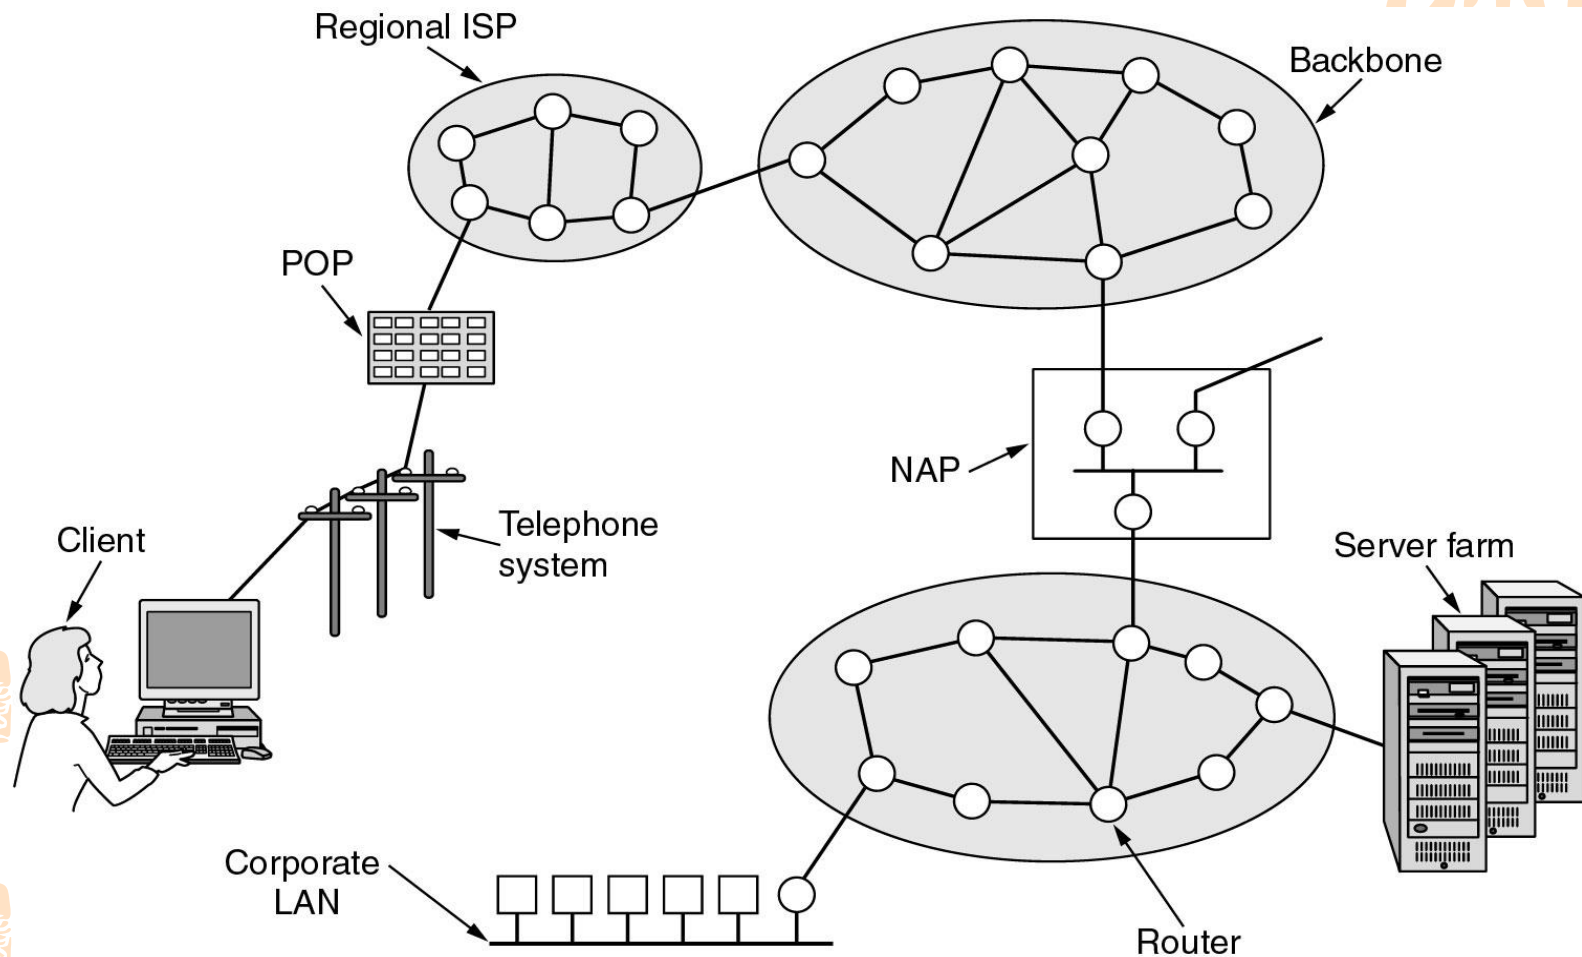 Regional ISP
Backbone
POP
NAP
Telephone
system
Client
Server farm
Corporate
LAN
Router